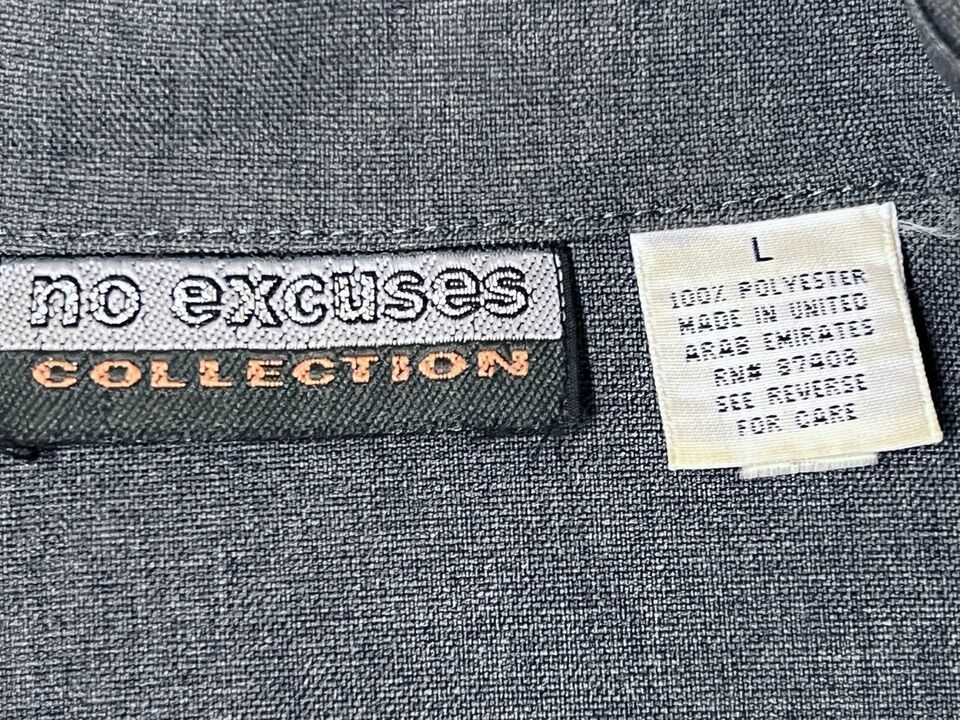 no excuses
COLLECTION
L
100% POLYESTER
MADE IN UNITED
ARAB EMIRATES
RN# 87408
SEE REVERSE
FOR CARE